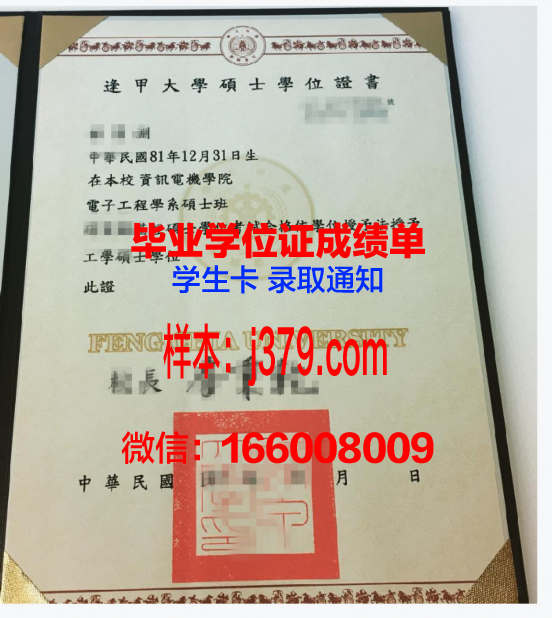 逢甲大學碩士學位證書
號
中華民國81年12月31日生
在本校 資訊電機學院
電子工程學系碩士班
毕业学位证成绩单
工學碩士學位
学生卡 录取通知
此證
FENG CHIA UNIVERSITY
样本: j379.com
校長
微信: 166008009
中華民國 月 日